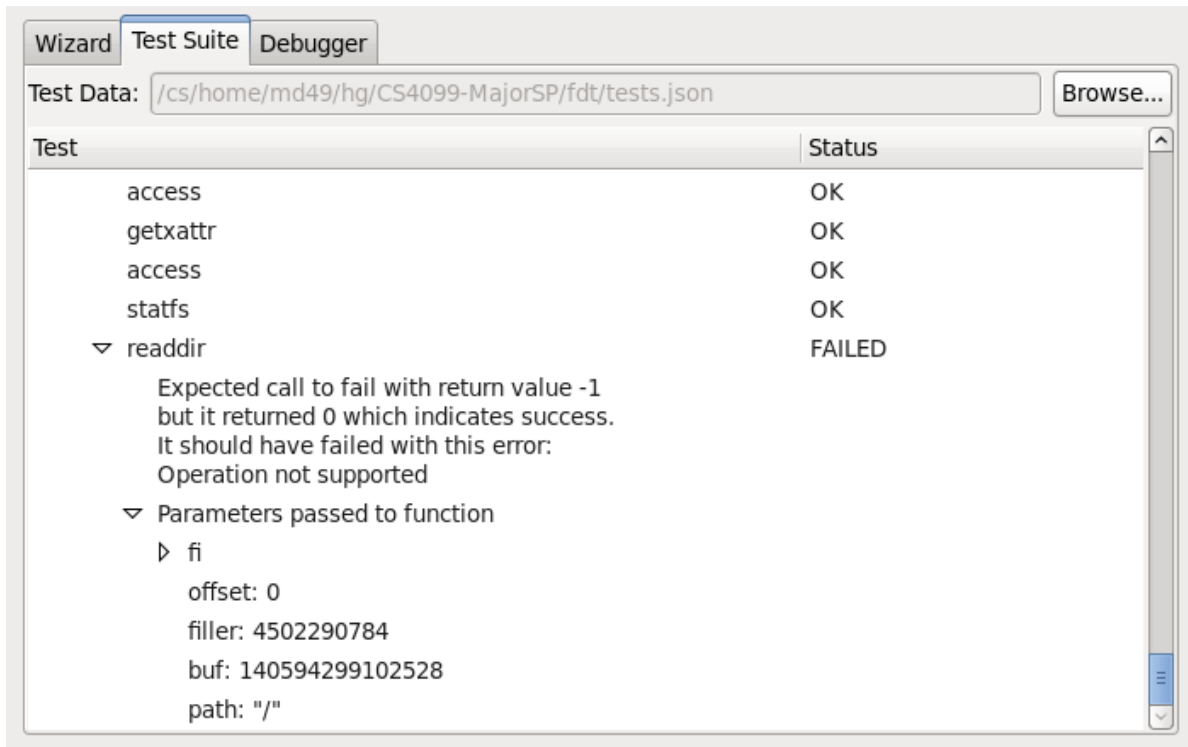 Wizard Test Suite Debugger
Test Data: /cs/home/md49/hg/CS4099-MajorSP/fdt/tests.json Browse...
Test Status
access OK
getxattr OK
access OK
statfs OK
readdir FAILED
Expected call to fail with return value -1
but it returned 0 which indicates success.
It should have failed with this error:
Operation not supported
Parameters passed to function
fi
offset: 0
filler: 4502290784
buf: 140594299102528
path: "/"